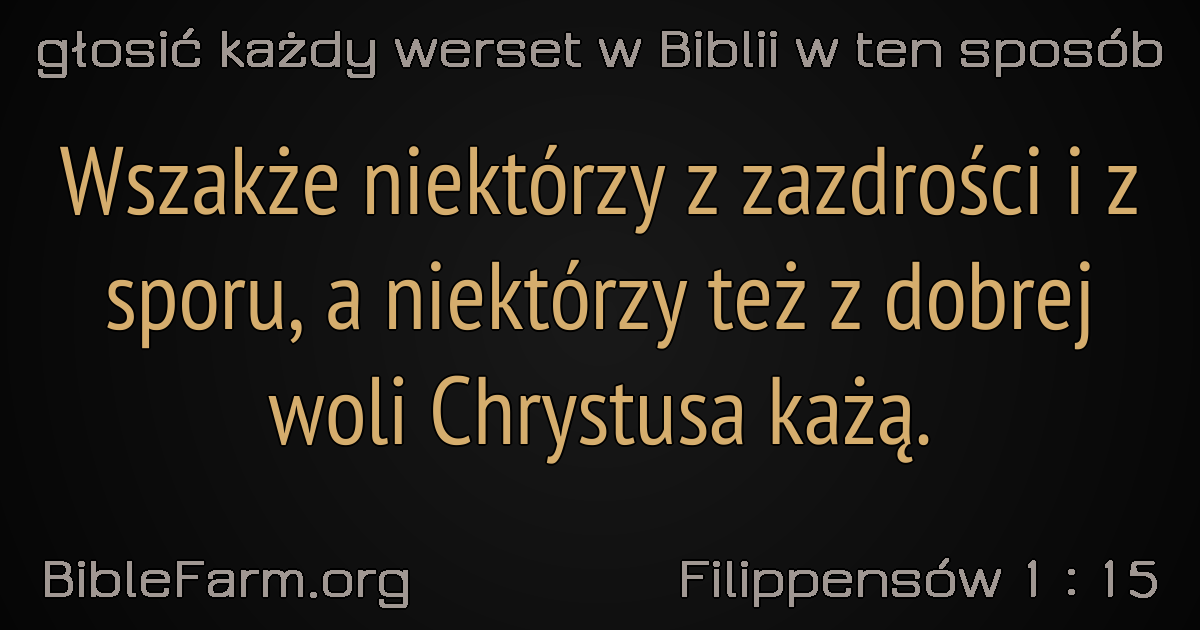 głosić każdy werset w Biblii w ten sposób
Wszakże niektórzy z zazdrości i z
sporu, a niektórzy też z dobrej
woli Chrystusa każą.
BibleFarm.org
Filippensów 1 : 15